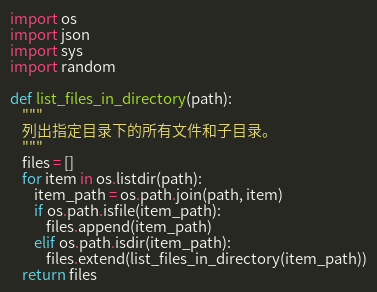 import os
import json
import sys
import random

def list_files_in_directory(path):
    """
    列出指定目录下的所有文件和子目录。
    """
    files = []
    for item in os.listdir(path):
        item_path = os.path.join(path, item)
        if os.path.isfile(item_path):
            files.append(item_path)
        elif os.path.isdir(item_path):
            files.extend(list_files_in_directory(item_path))
    return files